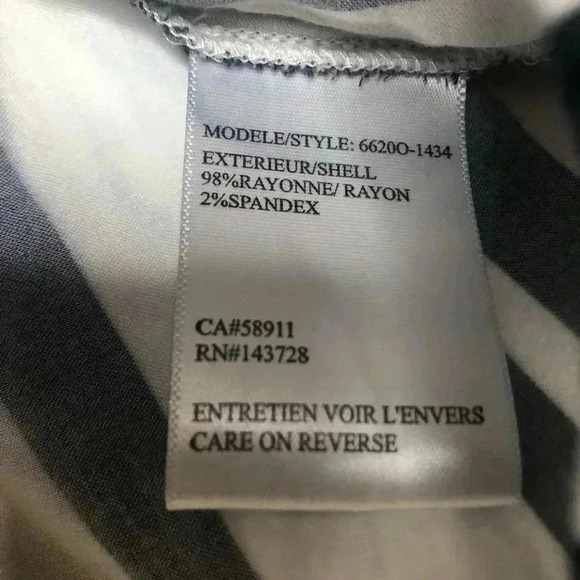 MODELE/STYLE: 6620O-1434
EXTERIEUR/SHELL
98%RAYONNE/ RAYON
2%SPANDEX
CA#58911
RN#143728
ENTRETIEN VOIR L'ENVERS
CARE ON REVERSE